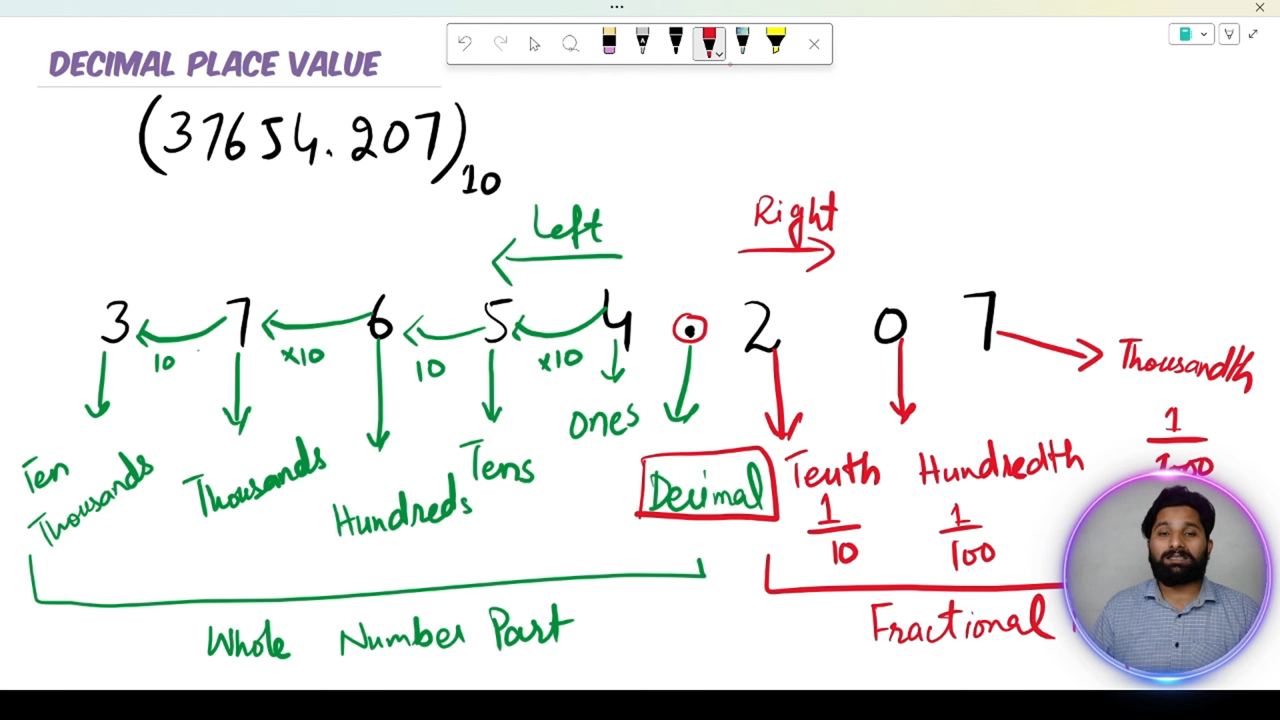 DECIMAL PLACE VALUE
(37654.207)10
Left
Right
3 7 6 5 4 . 2 0 7
10 ×10 10 ×10
Thousandth
1/1000
ones
Ten Thousands
Thousands
Hundreds
Tens
Decimal
Tenth
1/10
Hundredth
1/100
Whole Number Part
Fractional